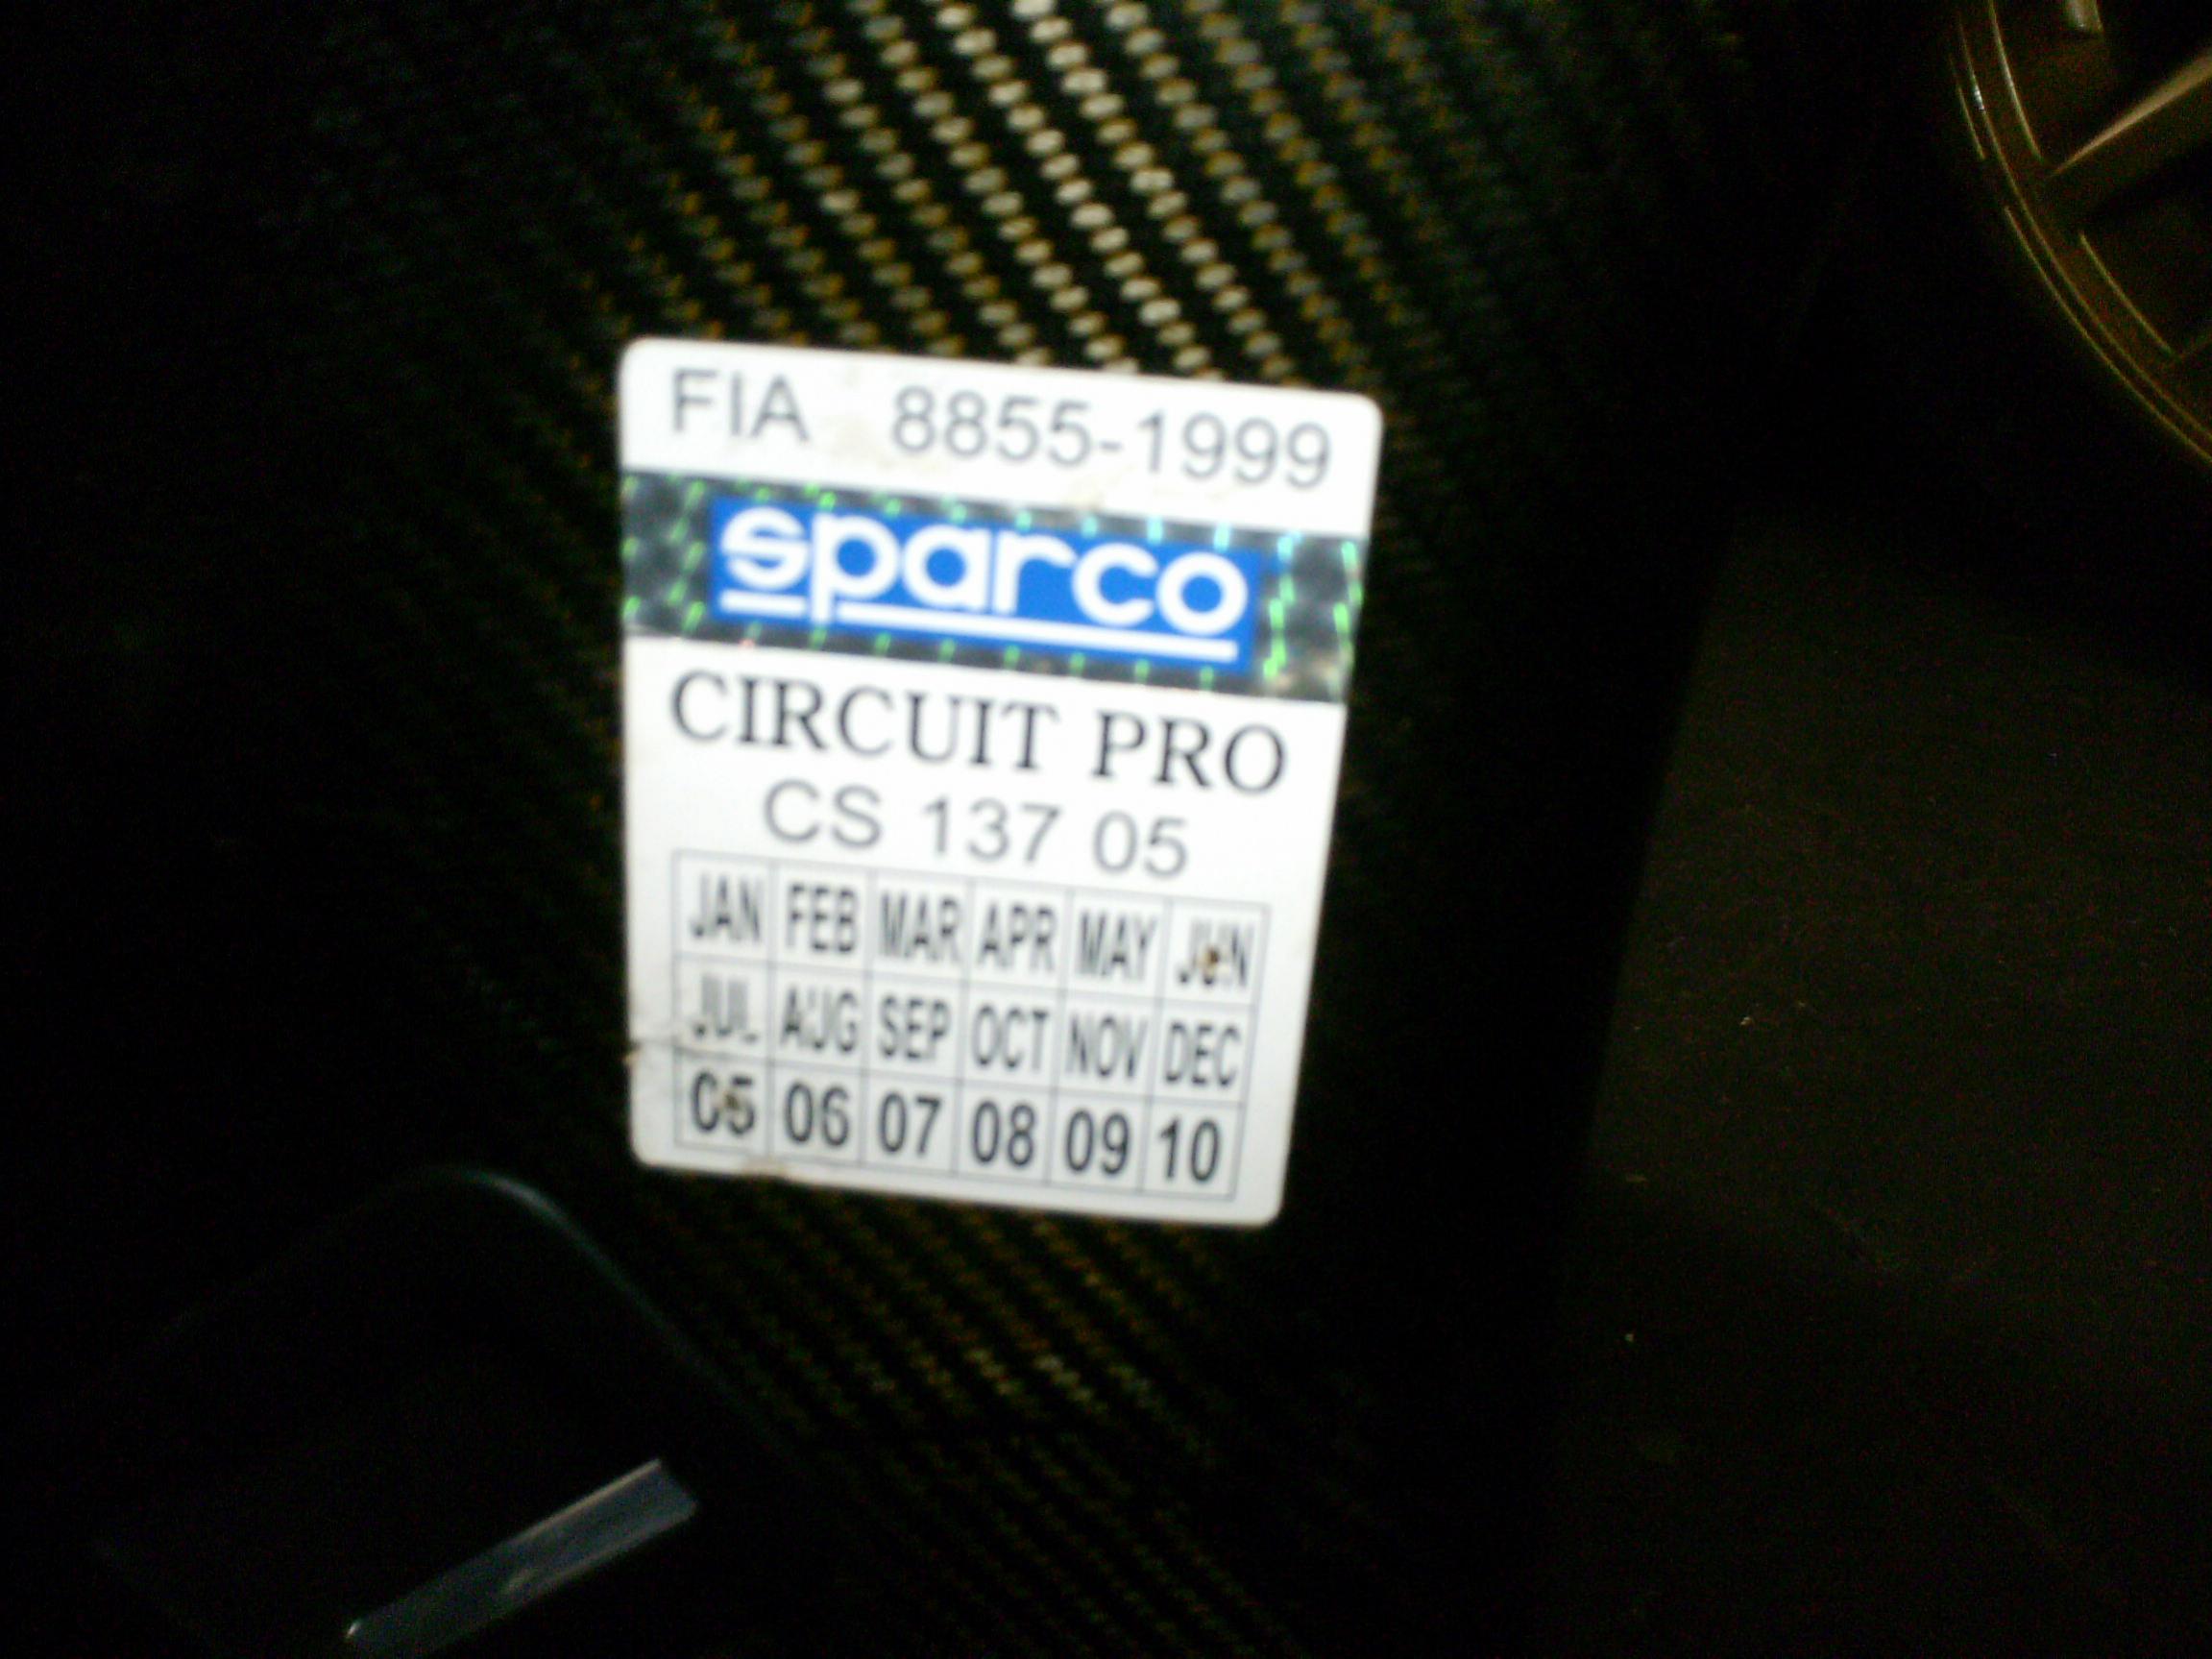 FIA 8855-1999
sparco
CIRCUIT PRO
CS 137 05
JAN FEB MAR APR MAY JUN
JUL AUG SEP OCT NOV DEC
05 06 07 08 09 10